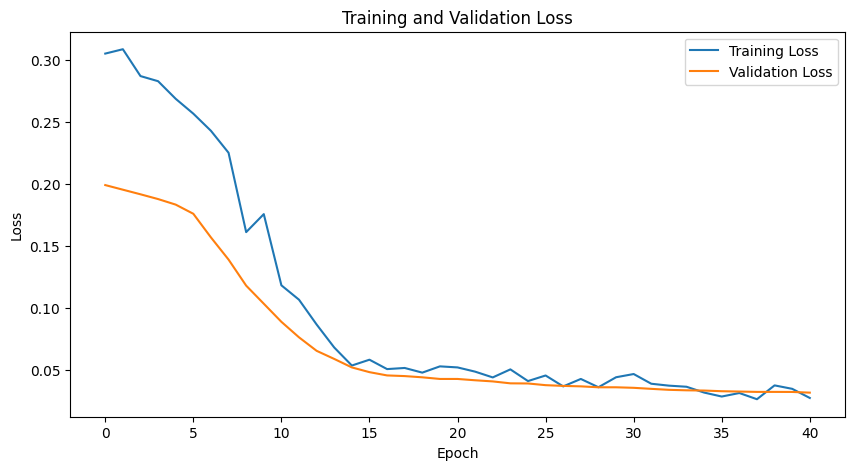 Training and Validation Loss
Training Loss
Validation Loss
0.30
0.25
0.20
0.15
0.10
0.05
Loss
0 5 10 15 20 25 30 35 40
Epoch